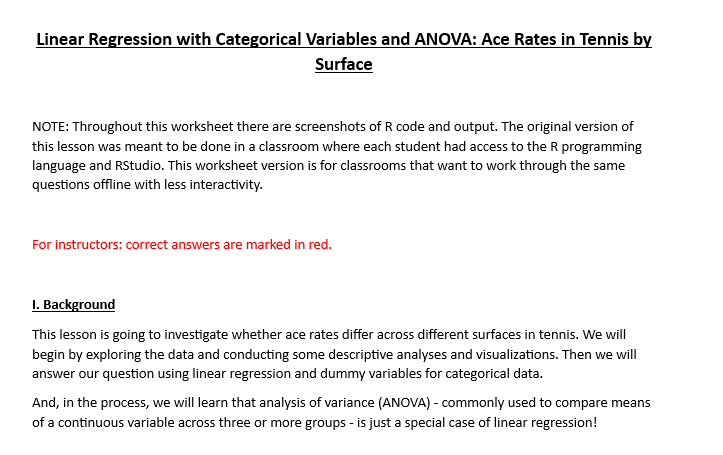 Linear Regression with Categorical Variables and ANOVA: Ace Rates in Tennis by
Surface
NOTE: Throughout this worksheet there are screenshots of R code and output. The original version of
this lesson was meant to be done in a classroom where each student had access to the R programming
language and RStudio. This worksheet version is for classrooms that want to work through the same
questions offline with less interactivity.
For instructors: correct answers are marked in red.
I. Background
This lesson is going to investigate whether ace rates differ across different surfaces in tennis. We will
begin by exploring the data and conducting some descriptive analyses and visualizations. Then we will
answer our question using linear regression and dummy variables for categorical data.
And, in the process, we will learn that analysis of variance (ANOVA) - commonly used to compare means
of a continuous variable across three or more groups - is just a special case of linear regression!